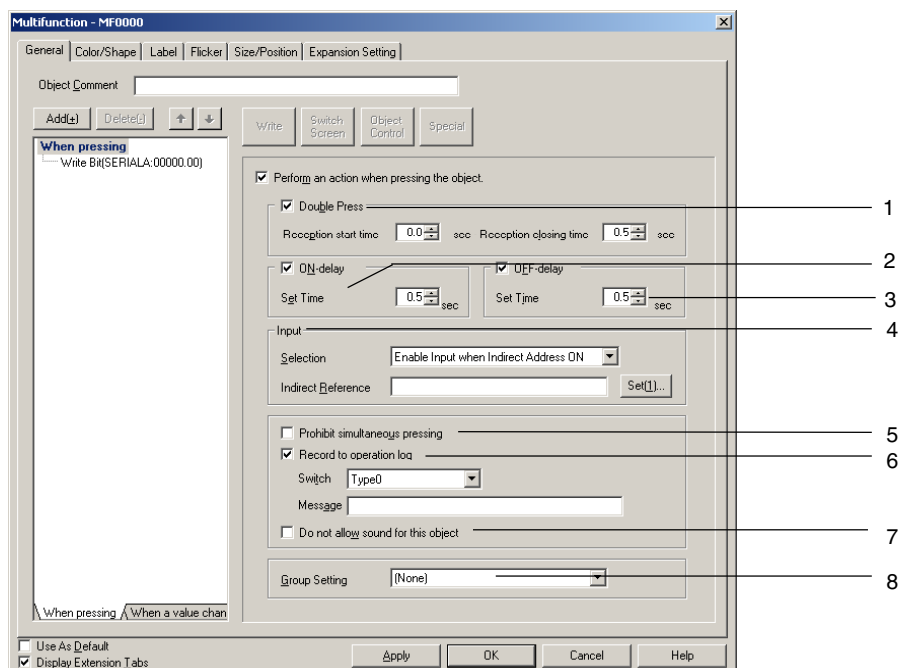 Multifunction - MF0000
General Color/Shape Label Flicker Size/Position Expansion Setting
Object Comment
Add(+) Delete(-)
Write Switch Screen Object Control Special
When pressing
Write Bit(SERIALA:00000.00)
Perform an action when pressing the object.
Double Press 1
Reception start time 0.0 sec Reception closing time 0.5 sec
ON-delay OFF-delay 2
Set Time 0.5 sec Set Time 0.5 sec 3
Input 4
Selection Enable Input when Indirect Address ON
Indirect Reference Set(1)...
Prohibit simultaneous pressing 5
Record to operation log 6
Switch Type0
Message
Do not allow sound for this object 7
Group Setting (None) 8
When pressing When a value chan
Use As Default
Display Extension Tabs
Apply OK Cancel Help